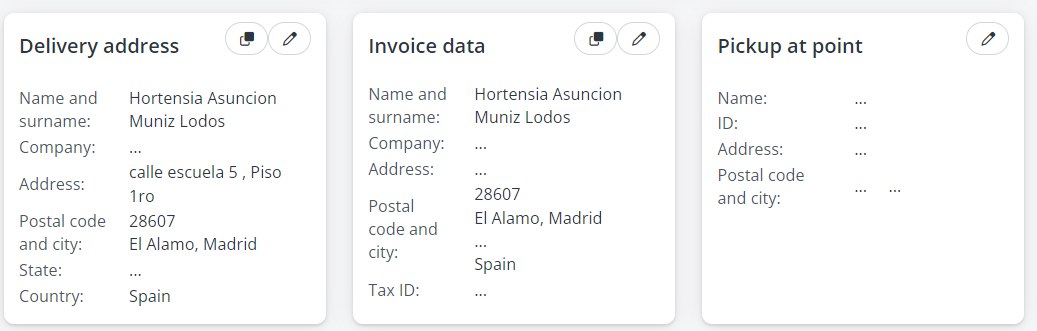 Delivery address
Name and surname: Hortensia Asuncion Muniz Lodos
Company: ...
Address: calle escuela 5 , Piso 1ro
Postal code and city: 28607 El Alamo, Madrid
State: ...
Country: Spain
Invoice data
Name and surname: Hortensia Asuncion Muniz Lodos
Company: ...
Address: ...
Postal code and city: 28607 El Alamo, Madrid ... Spain
Tax ID: ...
Pickup at point
Name: ...
ID: ...
Address: ...
Postal code and city: ... ...